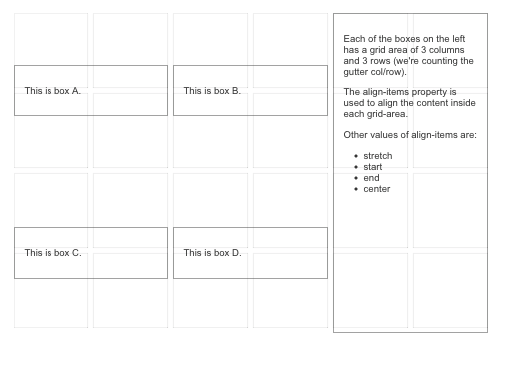 This is box A.
This is box B.
Each of the boxes on the left
has a grid area of 3 columns
and 3 rows (we're counting the
gutter col/row).
The align-items property is
used to align the content inside
each grid-area.
Other values of align-items are:
• stretch
• start
• end
• center
This is box C.
This is box D.